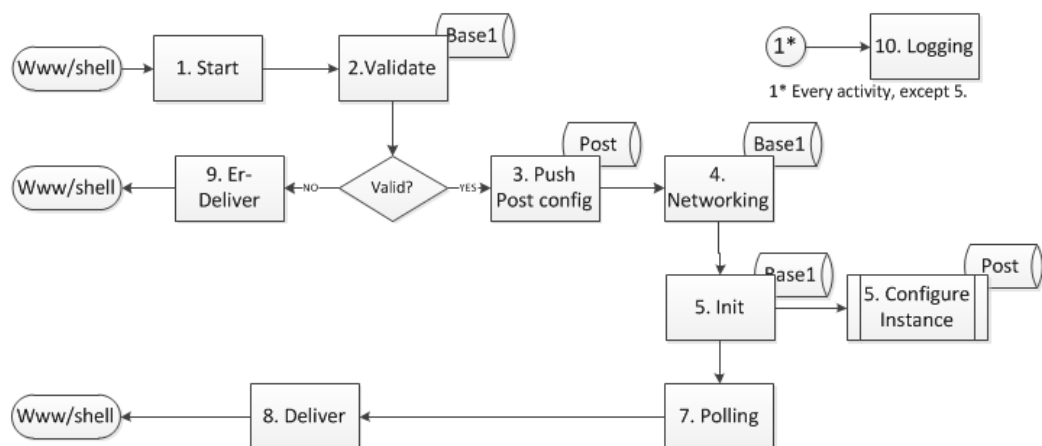 Base1
Www/shell
1. Start
2.Validate
1*
10. Logging
1* Every activity, except 5.
Post
Base1
Www/shell
9. Er-
Deliver
NO
Valid?
YES
3. Push
Post config
4.
Networking
Base1
Post
5. Init
5. Configure
Instance
Www/shell
8. Deliver
7. Polling